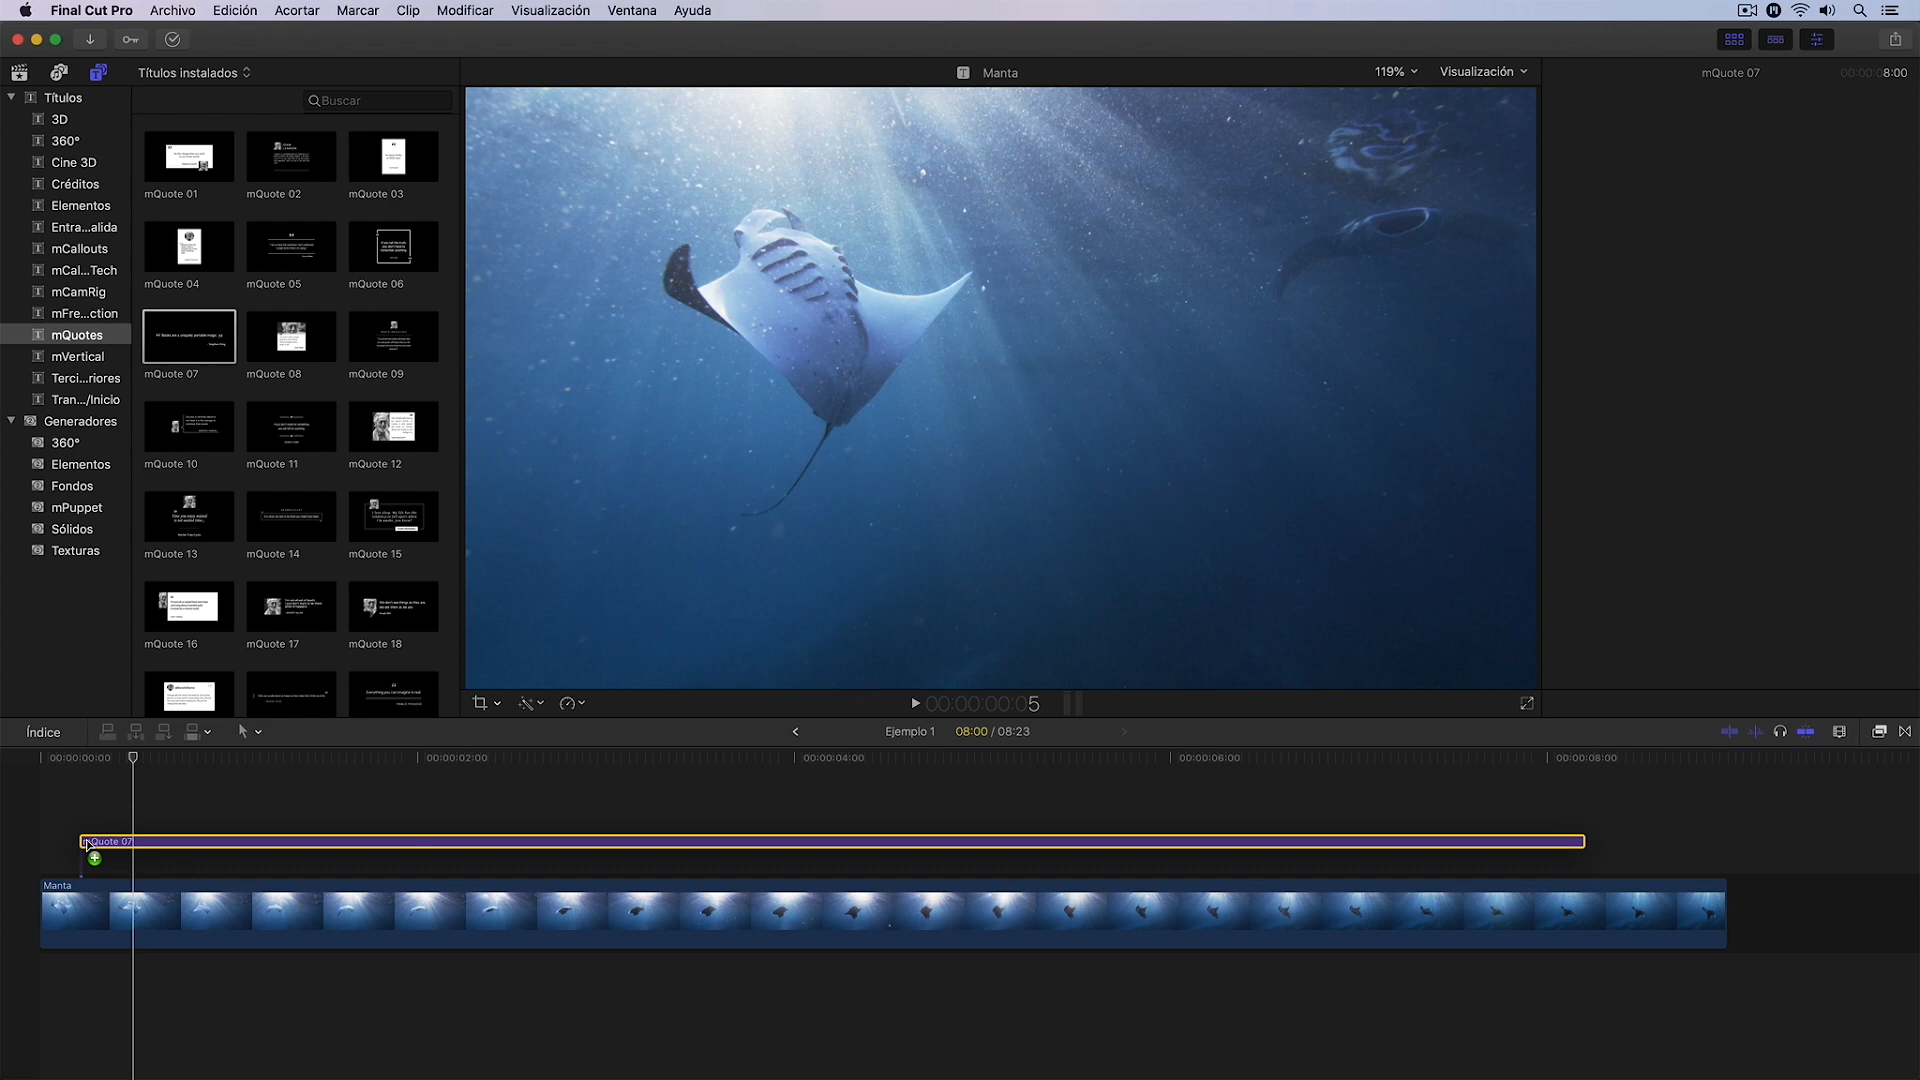 Final Cut Pro Archivo Edición Acortar Marcar Clip Modificar Visualización Ventana Ayuda
Títulos instalados
Manta
119%
Visualización
mQuote 07
00:00:08:00
Títulos
3D
360°
Cine 3D
Créditos
Elementos
Entra...alida
mCallouts
mCal...Tech
mCamRig
mFre...ction
mQuotes
mVertical
Terci...riores
Tran.../Inicio
Generadores
360°
Elementos
Fondos
mPuppet
Sólidos
Texturas
Buscar
mQuote 01 mQuote 02 mQuote 03
mQuote 04 mQuote 05 mQuote 06
mQuote 07 mQuote 08 mQuote 09
mQuote 10 mQuote 11 mQuote 12
mQuote 13 mQuote 14 mQuote 15
mQuote 16 mQuote 17 mQuote 18
00:00:00:05
Índice
Ejemplo 1
08:00 / 08:23
00:00:00:00 00:00:02:00 00:00:04:00 00:00:06:00 00:00:08:00
mQuote 07
Manta